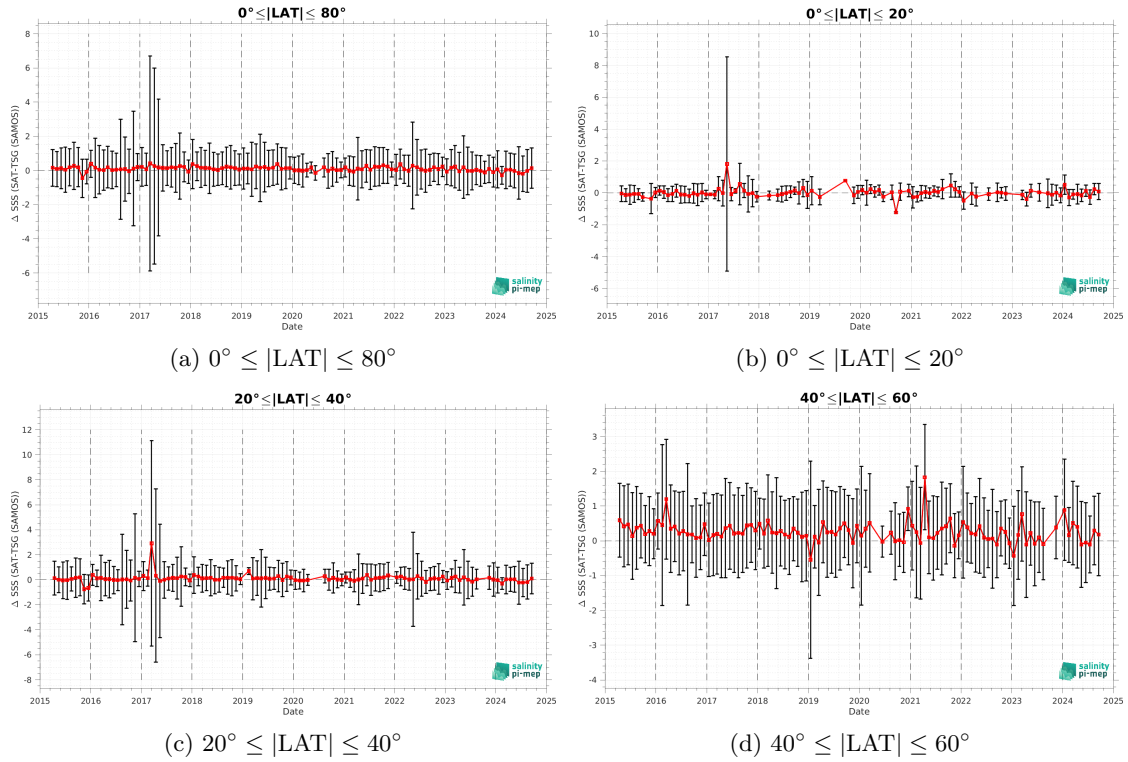 0°≤|LAT|≤ 80°
Δ SSS (SAT-TSG (SAMOS))
8
6
4
2
0
-2
-4
-6
2015 2016 2017 2018 2019 2020 2021 2022 2023 2024 2025
Date
salinity
pi-mep
(a) 0° ≤ |LAT| ≤ 80°
0°≤|LAT|≤ 20°
Δ SSS (SAT-TSG (SAMOS))
10
8
6
4
2
0
-2
-4
-6
2015 2016 2017 2018 2019 2020 2021 2022 2023 2024 2025
Date
salinity
pi-mep
(b) 0° ≤ |LAT| ≤ 20°
20°≤|LAT|≤ 40°
Δ SSS (SAT-TSG (SAMOS))
12
10
8
6
4
2
0
-2
-4
-6
-8
2015 2016 2017 2018 2019 2020 2021 2022 2023 2024 2025
Date
salinity
pi-mep
(c) 20° ≤ |LAT| ≤ 40°
40°≤|LAT|≤ 60°
Δ SSS (SAT-TSG (SAMOS))
3
2
1
0
-1
-2
-3
-4
2015 2016 2017 2018 2019 2020 2021 2022 2023 2024 2025
Date
salinity
pi-mep
(d) 40° ≤ |LAT| ≤ 60°